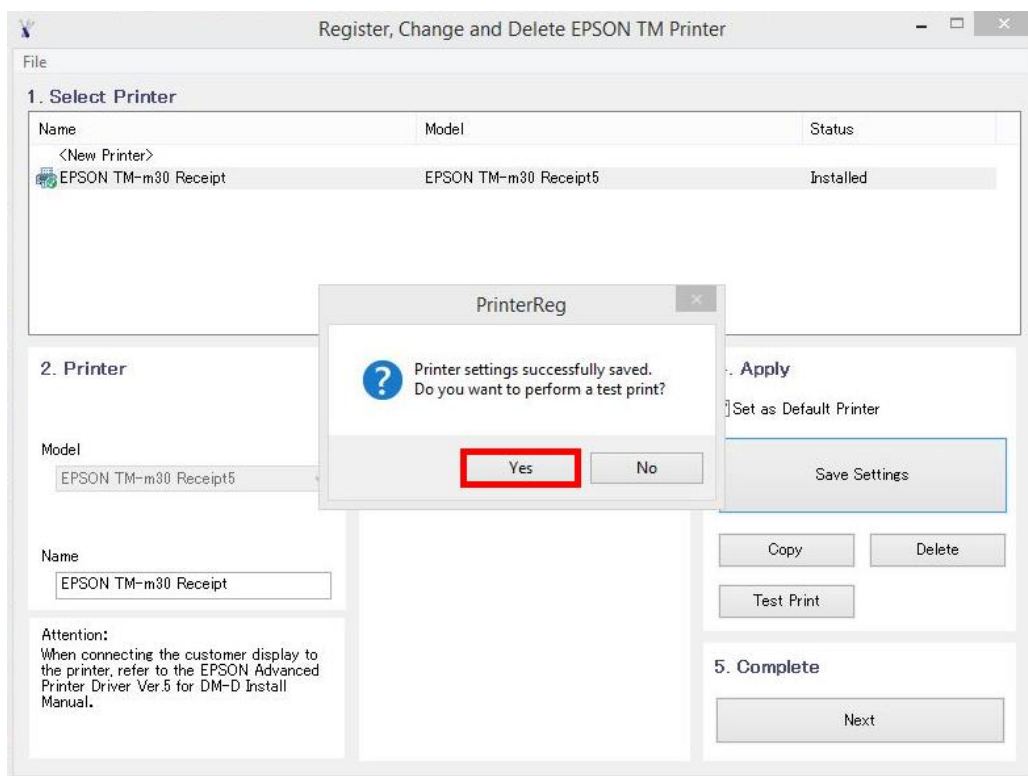 Register, Change and Delete EPSON TM Printer
File
1. Select Printer
Name Model Status
<New Printer>
EPSON TM-m30 Receipt EPSON TM-m30 Receipt5 Installed
PrinterReg
Printer settings successfully saved.
Do you want to perform a test print?
Yes No
2. Printer
Model
EPSON TM-m30 Receipt5
Name
EPSON TM-m30 Receipt
Attention:
When connecting the customer display to
the printer, refer to the EPSON Advanced
Printer Driver Ver.5 for DM-D Install
Manual.
. Apply
Set as Default Printer
Save Settings
Copy Delete
Test Print
5. Complete
Next